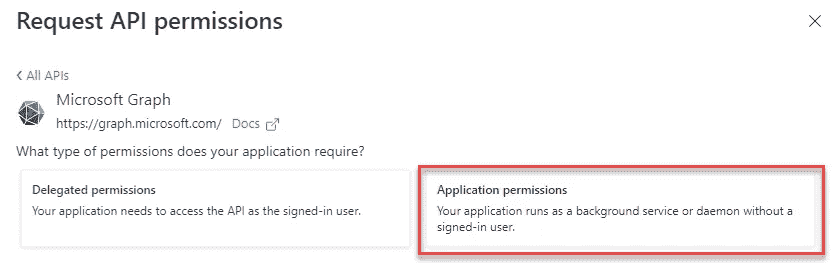 Request API permissions
All APIs
Microsoft Graph
https://graph.microsoft.com/ Docs
What type of permissions does your application require?
Delegated permissions
Your application needs to access the API as the signed-in user.
Application permissions
Your application runs as a background service or daemon without a
signed-in user.